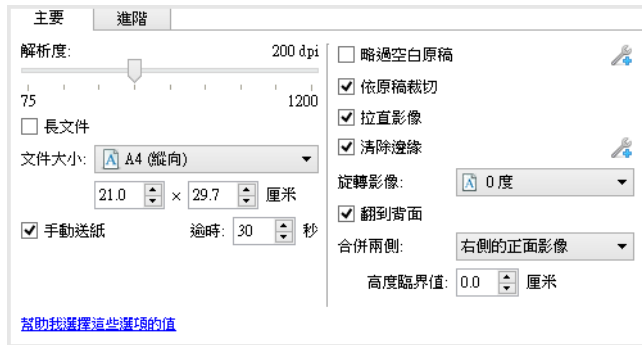 主要
進階
解析度:
200 dpi
75
1200
長文件
文件大小:
A4 (縱向)
21.0 × 29.7 厘米
手動送紙
逾時: 30 秒
幫助我選擇這些選項的值
略過空白原稿
依原稿裁切
拉直影像
清除邊緣
旋轉影像:
0 度
翻到背面
合併兩側:
右側的正面影像
高度臨界值: 0.0 厘米